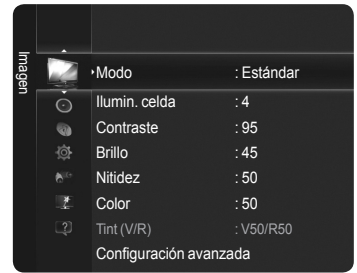 Imagen
Modo : Estándar
Ilumin. celda : 4
Contraste : 95
Brillo : 45
Nitidez : 50
Color : 50
Tint (V/R) : V50/R50
Configuración avanzada